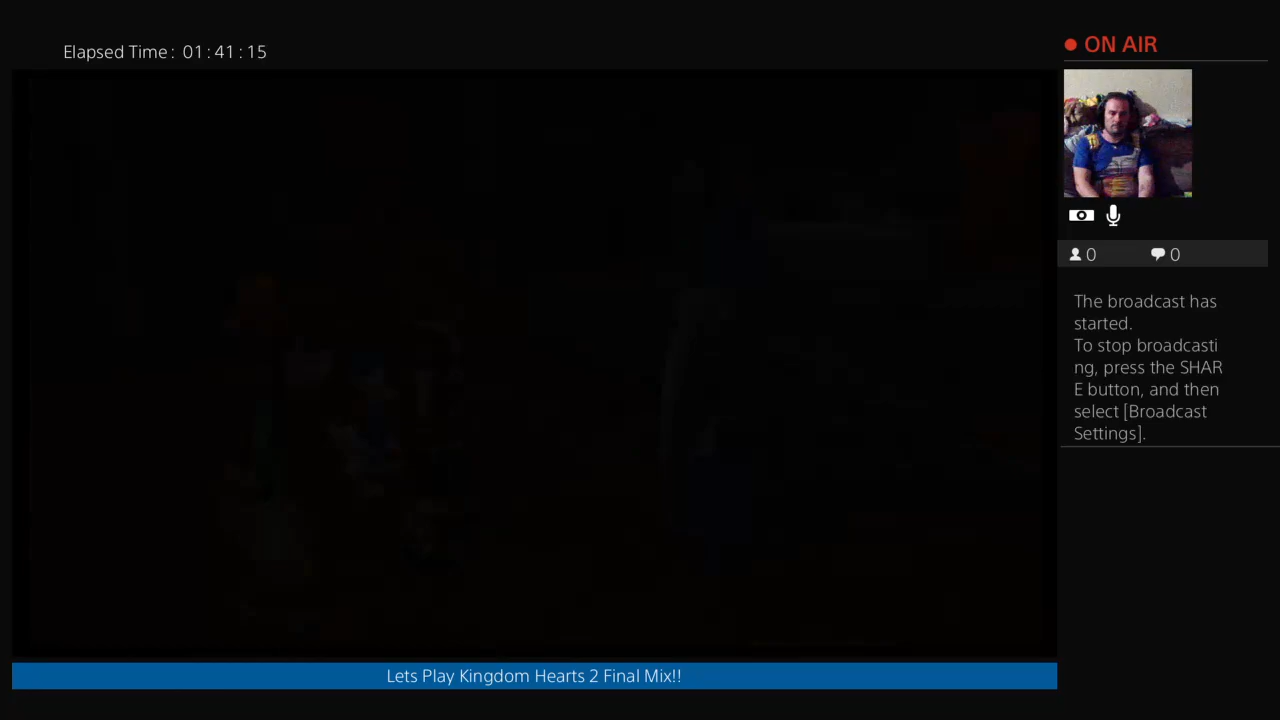 Elapsed Time: 01:41:15
ON AIR
0 0
The broadcast has
started.
To stop broadcasti
ng, press the SHAR
E button, and then
select [Broadcast
Settings].
Lets Play Kingdom Hearts 2 Final Mix!!